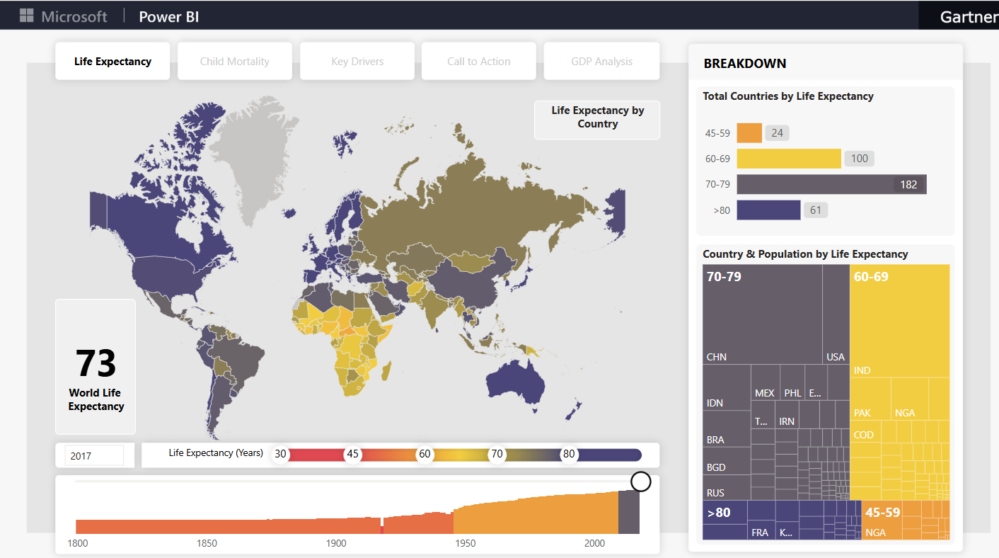 Microsoft | Power BI
Gartner
Life Expectancy
Child Mortality
Key Drivers
Call to Action
GDP Analysis
Life Expectancy by
Country
73
World Life
Expectancy
2017
Life Expectancy (Years)
30 45 60 70 80
1800 1850 1900 1950 2000
BREAKDOWN
Total Countries by Life Expectancy
45-59 24
60-69 100
70-79 182
>80 61
Country & Population by Life Expectancy
70-79
CHN
USA
IDN
MEX
PHL
E...
T...
IRN
BRA
BGD
RUS
60-69
IND
PAK
NGA
COD
>80
FRA
K...
45-59
NGA